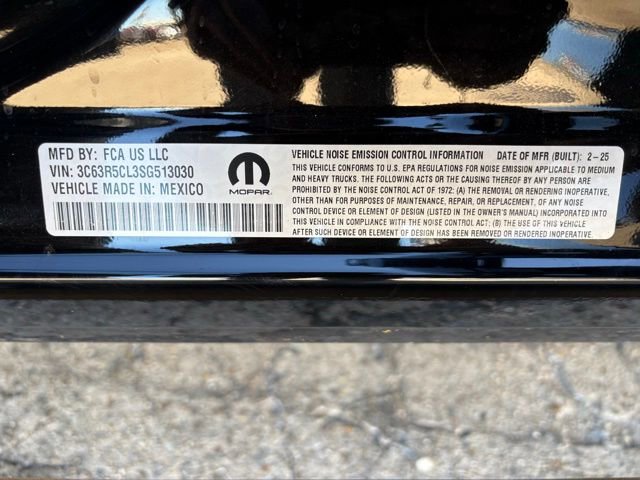 MFD BY: FCA US LLC
VIN: 3C63R5CL3SG513030
VEHICLE MADE IN: MEXICO
MOPAR
VEHICLE NOISE EMISSION CONTROL INFORMATION DATE OF MFR (BUILT): 2-25
THIS VEHICLE CONFORMS TO U.S. EPA REGS FOR NOISE EMISSION APPLICABLE TO MEDIUM
AND HEAVY TRUCKS. THE FOLLOWING ACTS OR THE CAUSING THEREOF BY ANY PERSON ARE
PROHIBITED BY THE NOISE CONTROL ACT OF 1972: (A) THE REMOVAL OR RENDERING INOPERATIVE,
OTHER THAN FOR PURPOSES OF MAINTENANCE, REPAIR, OR REPLACEMENT, OF ANY NOISE
CONTROL DEVICE OR ELEMENT OF DESIGN (LISTED IN THE OWNER'S MANUAL) INCORPORATED INTO
THIS VEHICLE IN COMPLIANCE WITH THE NOISE CONTROL ACT; (B) THE USE OF THIS VEHICLE
AFTER SUCH DEVICE OR ELEMENT OF DESIGN HAS BEEN REMOVED OR RENDERED INOPERATIVE.